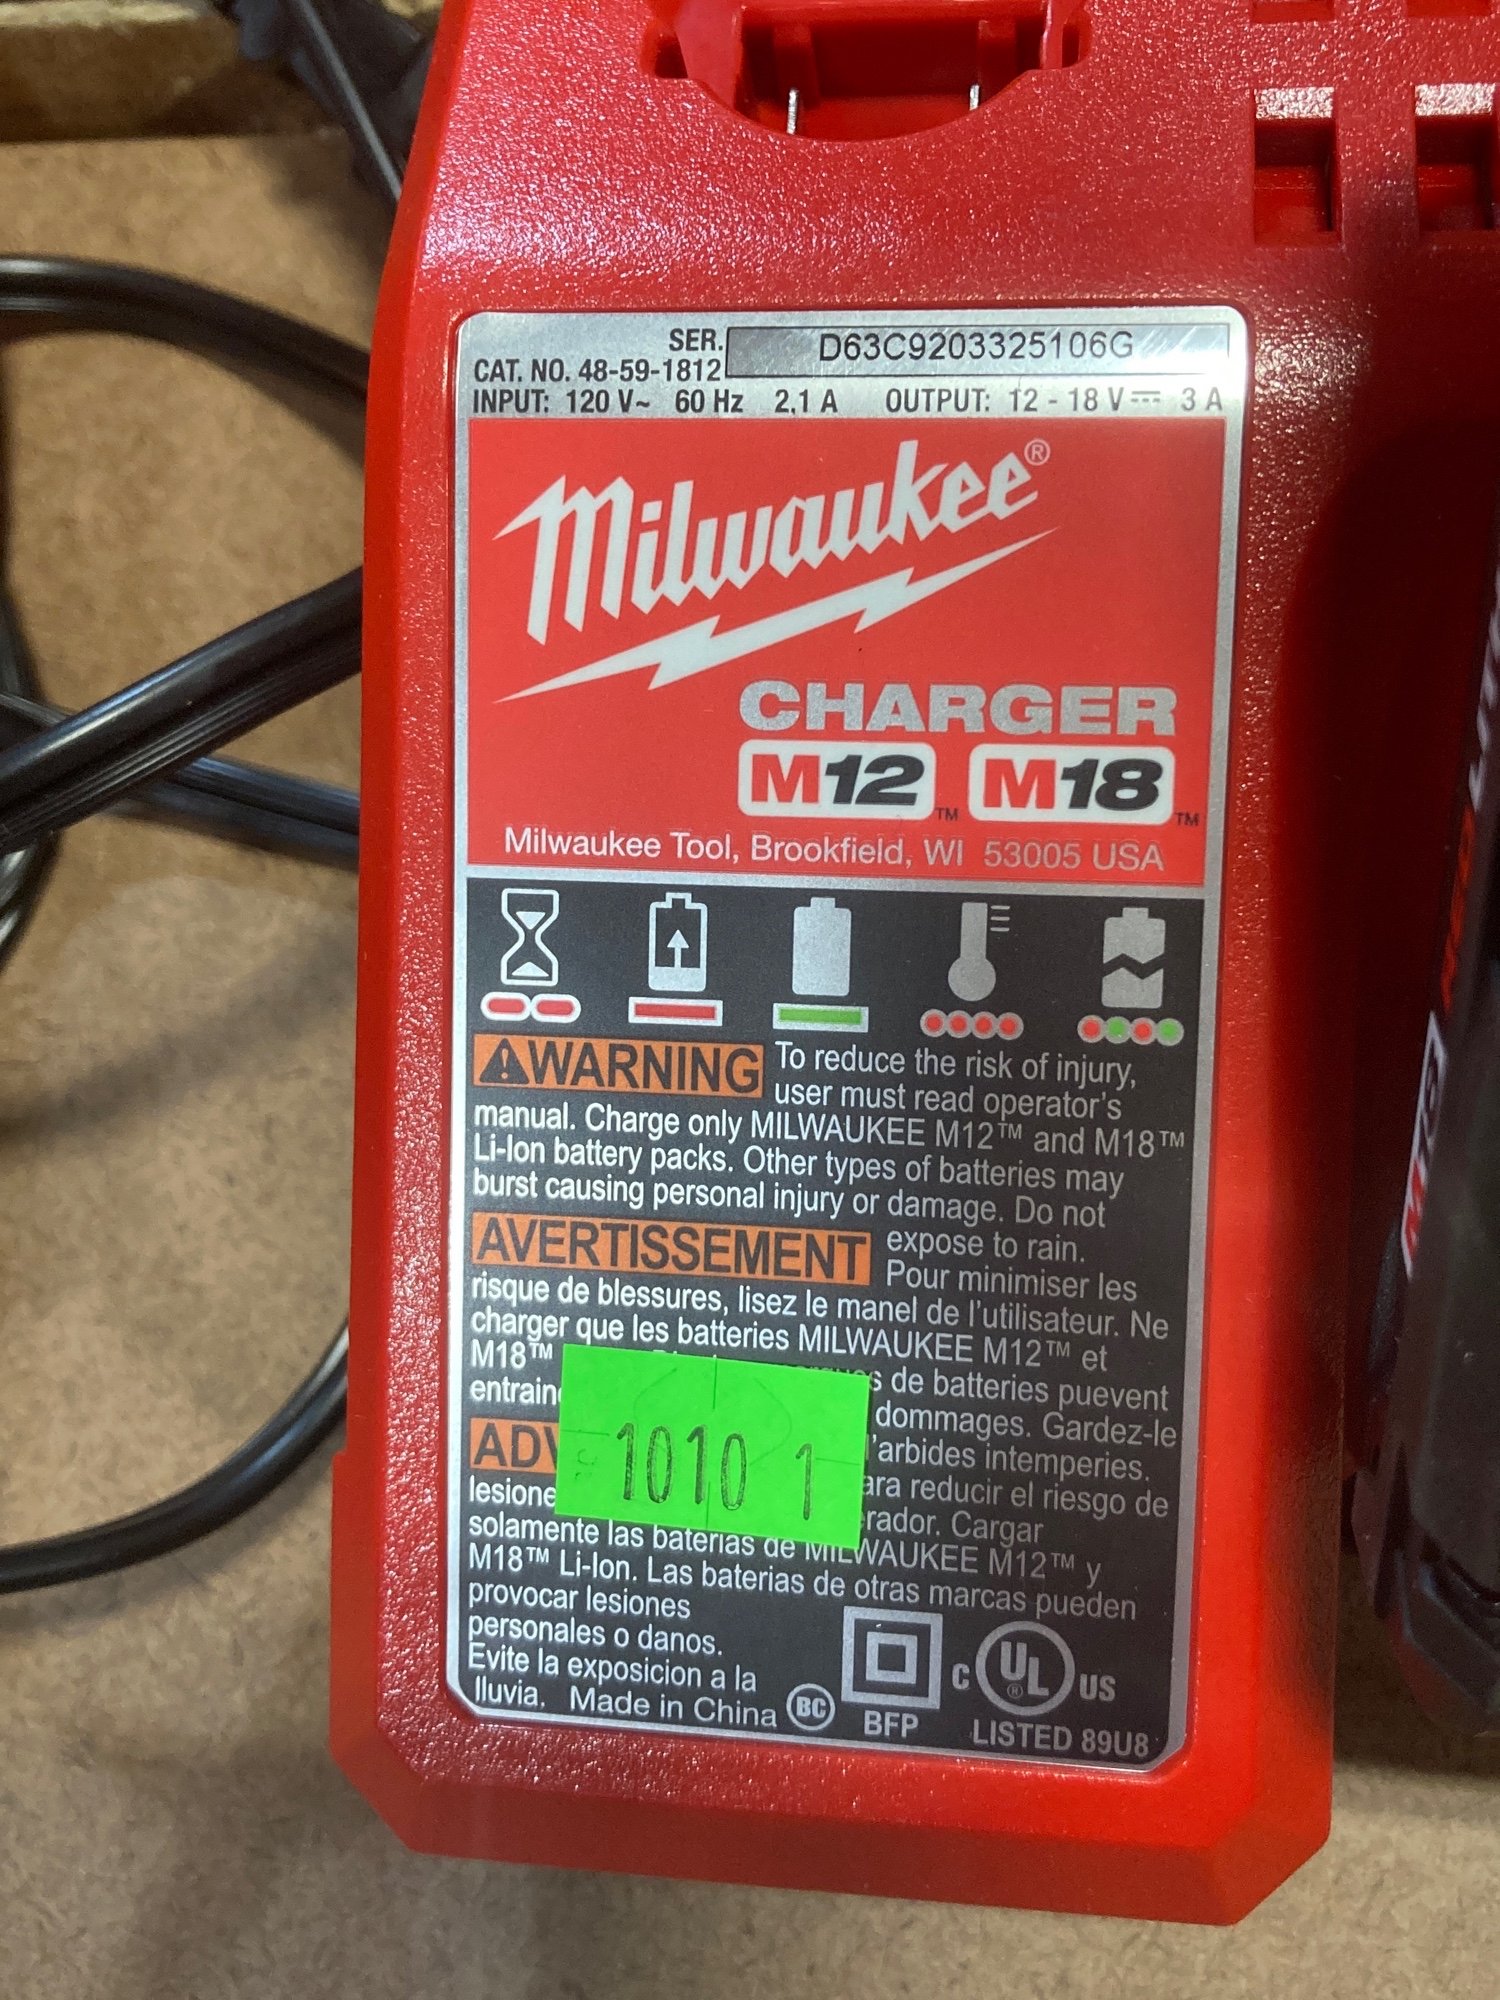 SER. D63C9203325106G
CAT. NO. 48-59-1812
INPUT: 120 V~ 60 Hz 2,1 A OUTPUT: 12 - 18 V⎓ 3 A
Milwaukee®
CHARGER
M12™ M18™
Milwaukee Tool, Brookfield, WI 53005 USA
⚠WARNING To reduce the risk of injury,
user must read operator's
manual. Charge only MILWAUKEE M12™ and M18™
Li-Ion battery packs. Other types of batteries may
burst causing personal injury or damage. Do not
expose to rain.
AVERTISSEMENT Pour minimiser les
risque de blessures, lisez le manel de l'utilisateur. Ne
charger que les batteries MILWAUKEE M12™ et
M18™ de batteries puevent
dommages. Gardez-le
l'arbides intemperies.
reducir el riesgo de
Cargar
solamente las baterias de MILWAUKEE M12™ y
M18™ Li-Ion. Las baterias de otras marcas pueden
provocar lesiones
personales o danos.
Evite la exposicion a la
lluvia. Made in China
BC
BFP
C UL® US
LISTED 89U8
1010 1
M18